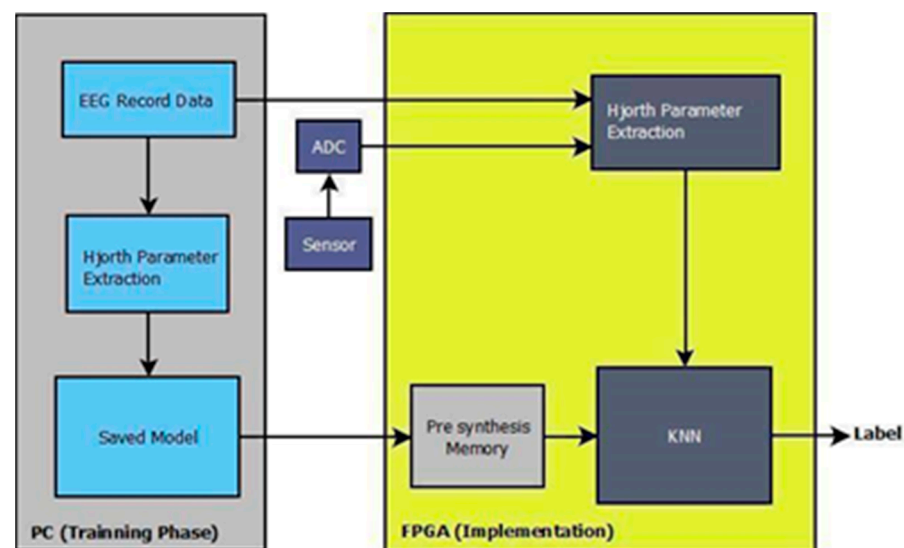 EEG Record Data
Hjorth Parameter
Extraction
ADC
Hjorth Parameter
Extraction
Sensor
Saved Model
Pre synthesis
Memory
KNN
Label
PC (Trainning Phase)
FPGA (Implementation)